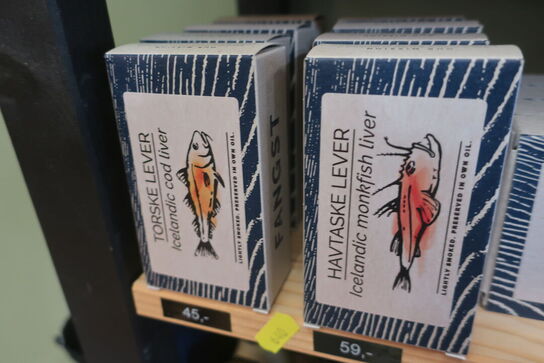 TORSKE LEVER
Icelandic cod liver
LIGHTLY SMOKED. PRESERVED IN OWN OIL.
FANGST
HAVTASKE LEVER
Icelandic monkfish liver
LIGHTLY SMOKED. PRESERVED IN OWN OIL.
45,-
59,-